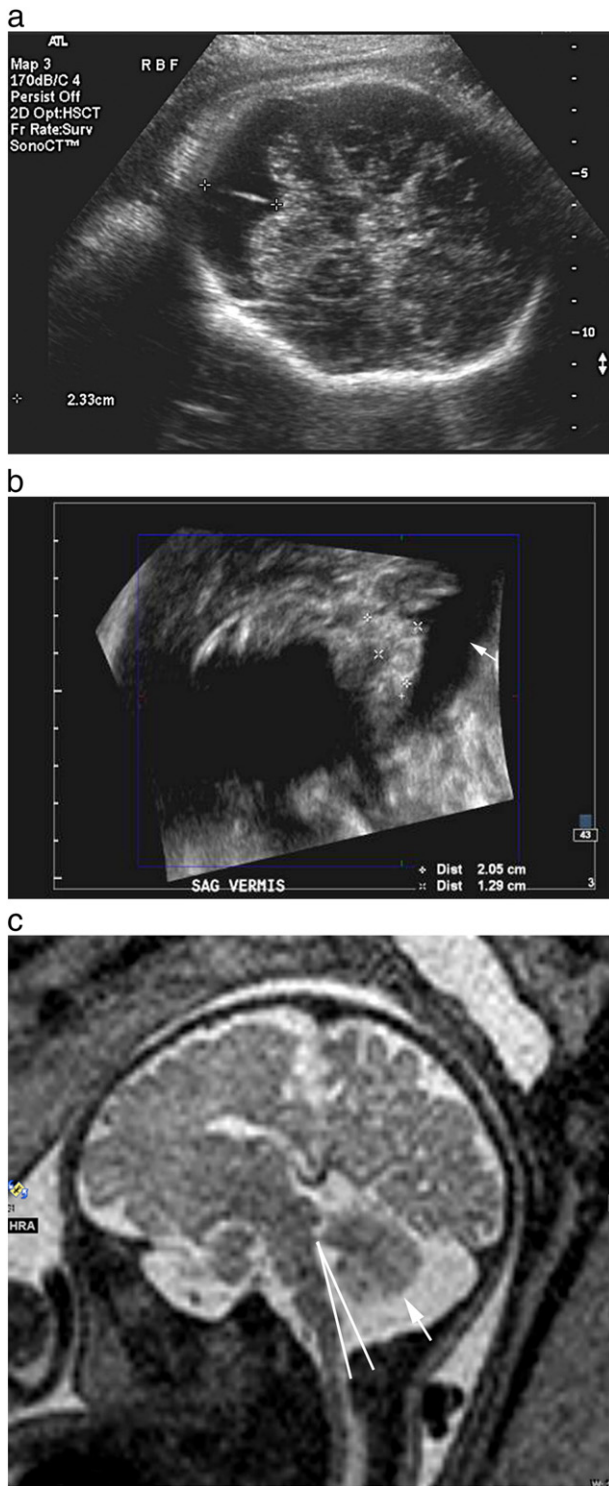 a
ATL
Map 3
170dB/C 4
Persist Off
2D Opt:HSCT
Fr Rate:Surv
SonoCT™
R B F
-5
-10
2.33cm
b
43
Dist 2.05 cm
Dist 1.29 cm
SAG VERMIS
3
c
HRA